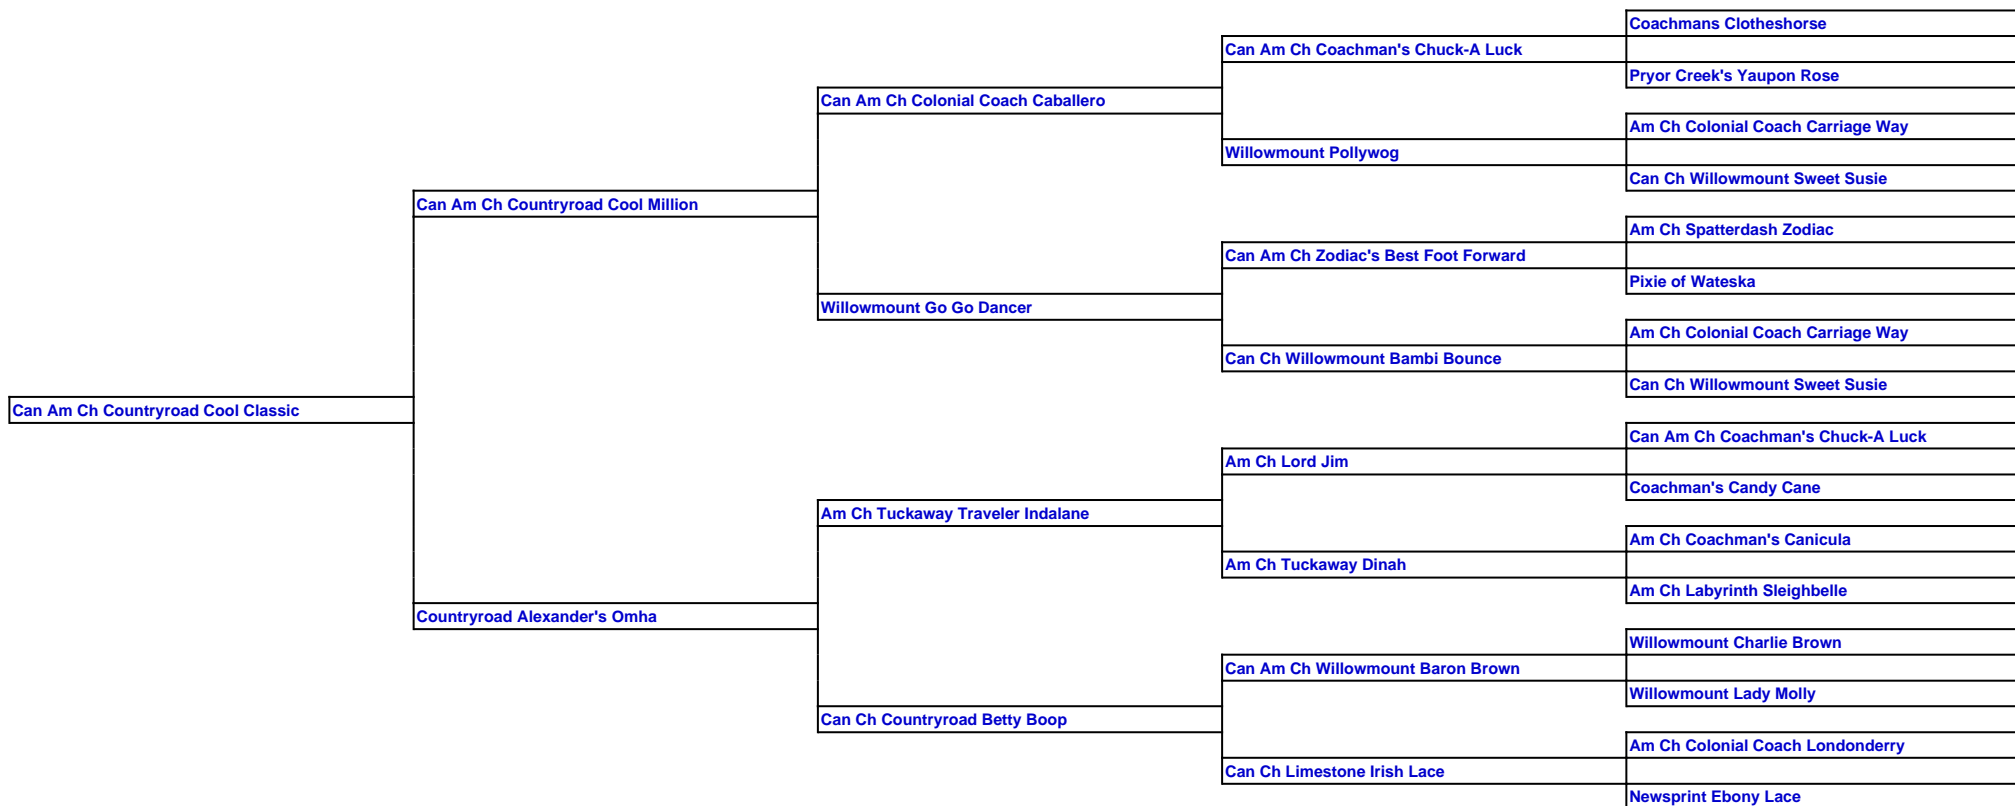 Coachmans Clotheshorse
Can Am Ch Coachman's Chuck-A Luck
Pryor Creek's Yaupon Rose
Can Am Ch Colonial Coach Caballero
Am Ch Colonial Coach Carriage Way
Willowmount Pollywog
Can Ch Willowmount Sweet Susie
Can Am Ch Countryroad Cool Million
Am Ch Spatterdash Zodiac
Can Am Ch Zodiac's Best Foot Forward
Pixie of Wateska
Willowmount Go Go Dancer
Am Ch Colonial Coach Carriage Way
Can Ch Willowmount Bambi Bounce
Can Ch Willowmount Sweet Susie
Can Am Ch Countryroad Cool Classic
Can Am Ch Coachman's Chuck-A Luck
Am Ch Lord Jim
Coachman's Candy Cane
Am Ch Tuckaway Traveler Indalane
Am Ch Coachman's Canicula
Am Ch Tuckaway Dinah
Am Ch Labyrinth Sleighbelle
Countryroad Alexander's Omha
Willowmount Charlie Brown
Can Am Ch Willowmount Baron Brown
Willowmount Lady Molly
Can Ch Countryroad Betty Boop
Am Ch Colonial Coach Londonderry
Can Ch Limestone Irish Lace
Newsprint Ebony Lace